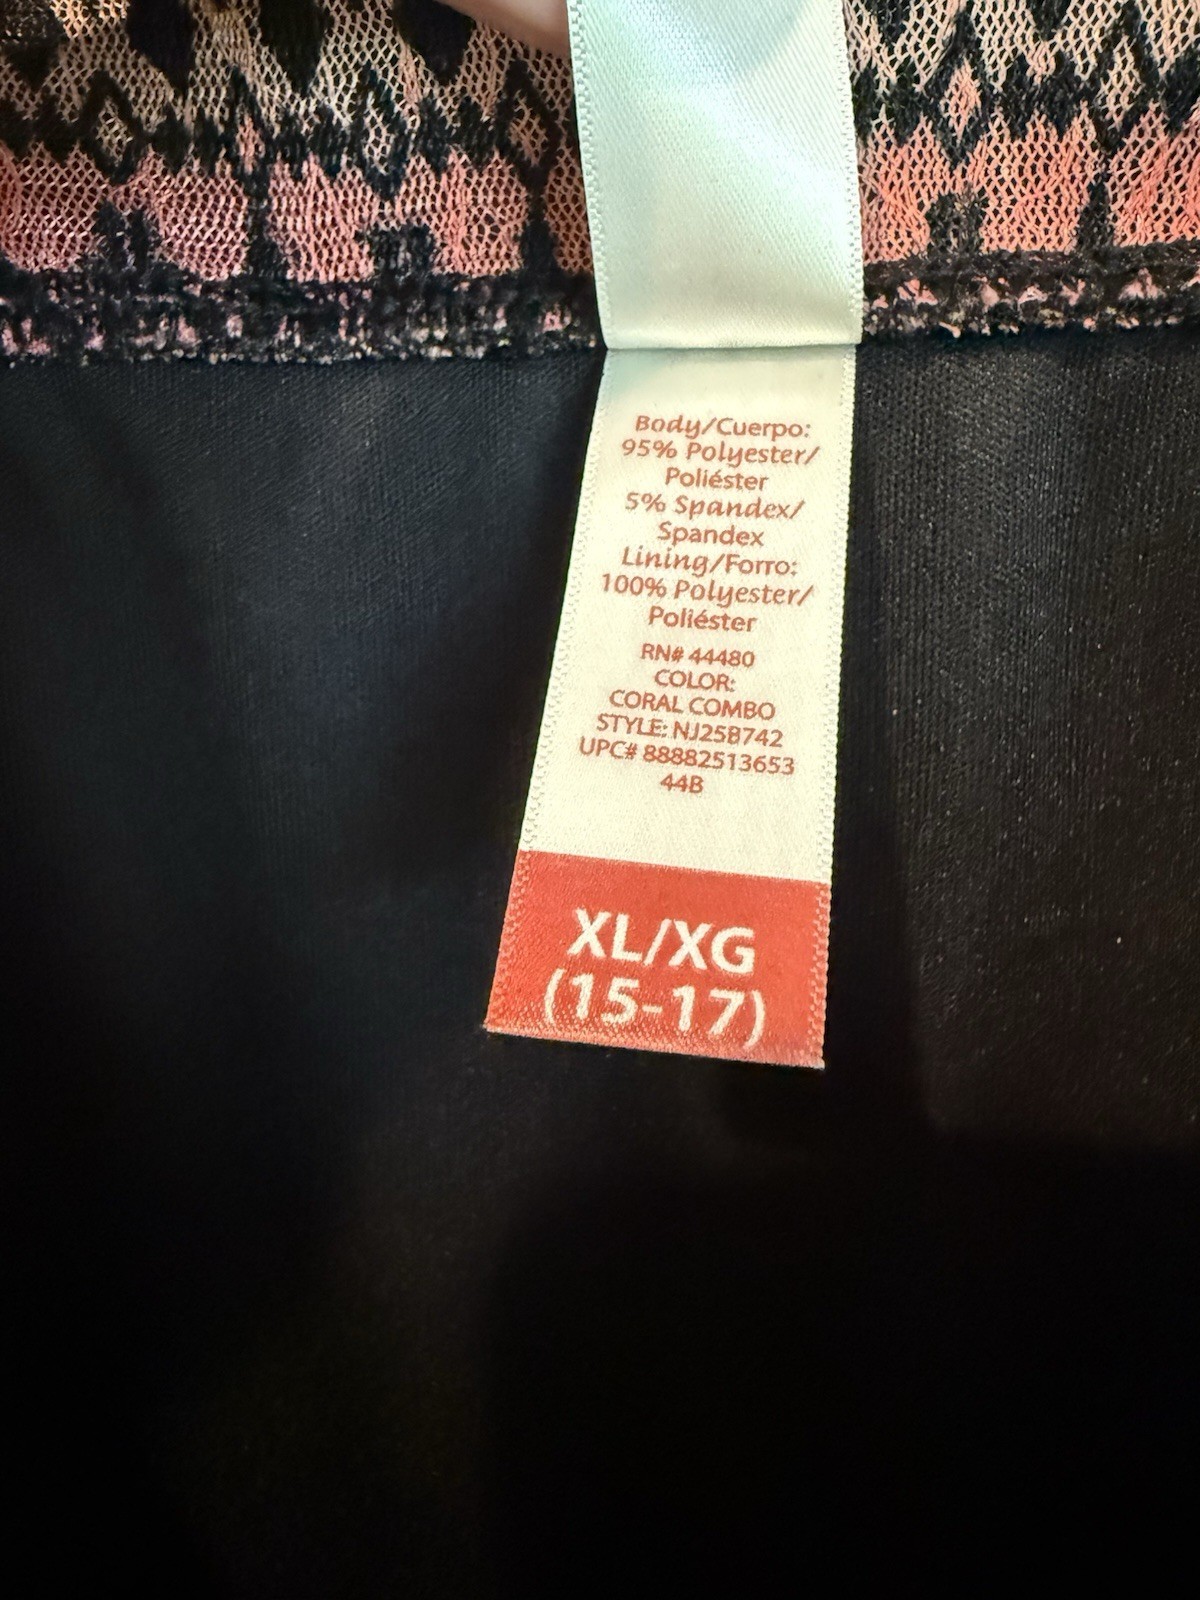 Body/Cuerpo:
95% Polyester/
Poliéster
5% Spandex/
Spandex
Lining/Forro:
100% Polyester/
Poliéster
RN# 44480
COLOR:
CORAL COMBO
STYLE: NJ25B742
UPC# 88882513653
44B
XL/XG
(15-17)